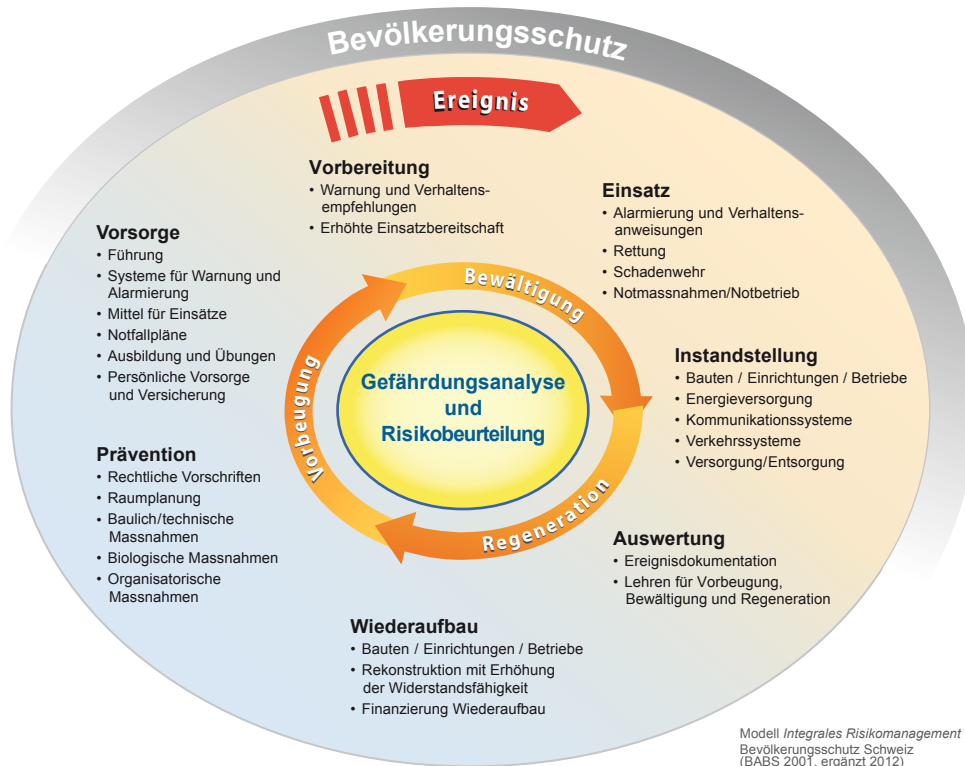 Bevölkerungsschutz
Ereignis
Vorbereitung
• Warnung und Verhaltens-
empfehlungen
• Erhöhte Einsatzbereitschaft
Einsatz
• Alarmierung und Verhaltens-
anweisungen
• Rettung
• Schadenwehr
• Notmassnahmen/Notbetrieb
Vorsorge
• Führung
• Systeme für Warnung und
Alarmierung
• Mittel für Einsätze
• Notfallpläne
• Ausbildung und Übungen
• Persönliche Vorsorge
und Versicherung
Bewältigung
Vorbeugung
Regeneration
Gefährdungsanalyse
und
Risikobeurteilung
Instandstellung
• Bauten / Einrichtungen / Betriebe
• Energieversorgung
• Kommunikationssysteme
• Verkehrssysteme
• Versorgung/Entsorgung
Prävention
• Rechtliche Vorschriften
• Raumplanung
• Baulich/technische
Massnahmen
• Biologische Massnahmen
• Organisatorische
Massnahmen
Auswertung
• Ereignisdokumentation
• Lehren für Vorbeugung,
Bewältigung und Regeneration
Wiederaufbau
• Bauten / Einrichtungen / Betriebe
• Rekonstruktion mit Erhöhung
der Widerstandsfähigkeit
• Finanzierung Wiederaufbau
Modell Integrales Risikomanagement
Bevölkerungsschutz Schweiz
(BABS 2001, ergänzt 2012)